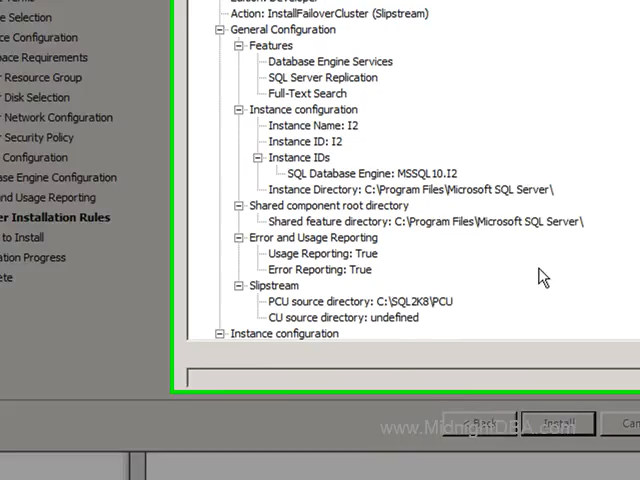 e Selection
Action: InstallFailoverCluster (Slipstream)
General Configuration
ce Configuration
Features
pace Requirements
Database Engine Services
r Resource Group
SQL Server Replication
r Disk Selection
Full-Text Search
r Network Configuration
Instance configuration
r Security Policy
Instance Name: I2
Configuration
Instance ID: I2
ase Engine Configuration
Instance IDs
and Usage Reporting
SQL Database Engine: MSSQL10.I2
er Installation Rules
Instance Directory: C:\Program Files\Microsoft SQL Server\
to Install
Shared component root directory
ation Progress
Shared feature directory: C:\Program Files\Microsoft SQL Server\
ete
Error and Usage Reporting
Usage Reporting: True
Error Reporting: True
Slipstream
PCU source directory: C:\SQL2K8\PCU
CU source directory: undefined
Instance configuration
www.MidnightDBA.com
< Back
Install
Can